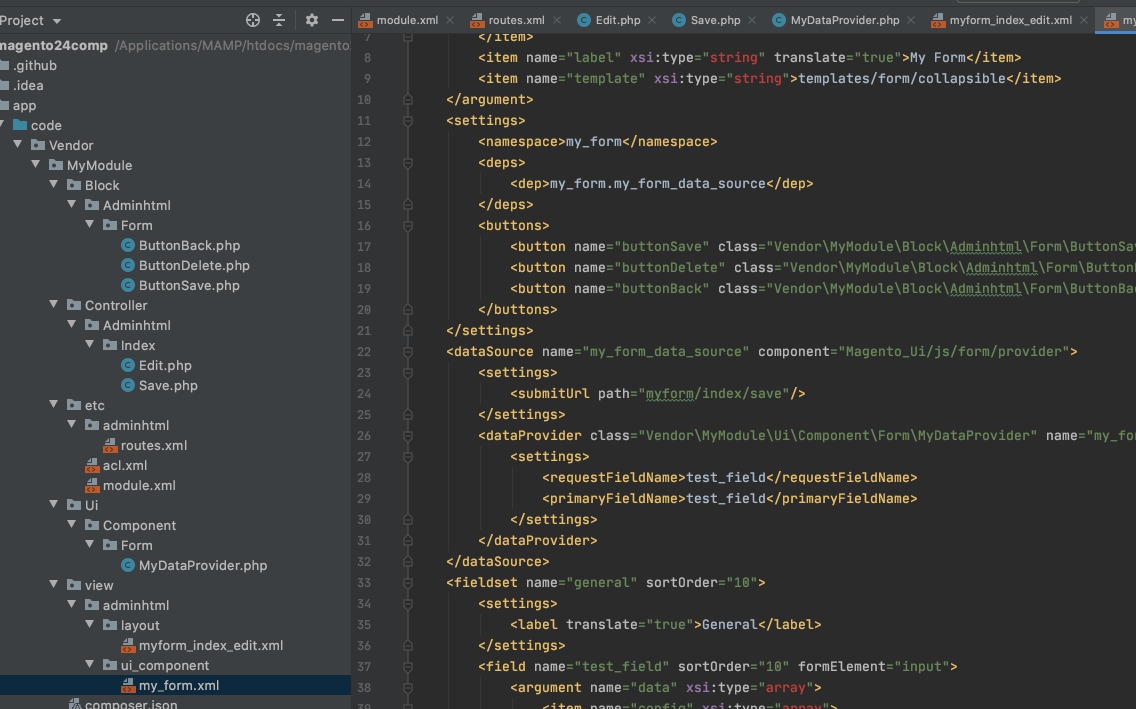 Project
module.xml
routes.xml
Edit.php
Save.php
MyDataProvider.php
myform_index_edit.xml
my
magento24comp /Applications/MAMP/htdocs/magento
.github
.idea
app
code
Vendor
MyModule
Block
Adminhtml
Form
ButtonBack.php
ButtonDelete.php
ButtonSave.php
Controller
Adminhtml
Index
Edit.php
Save.php
etc
adminhtml
routes.xml
acl.xml
module.xml
Ui
Component
Form
MyDataProvider.php
view
adminhtml
layout
myform_index_edit.xml
ui_component
my_form.xml
composer.json
7 </item>
8 <item name="label" xsi:type="string" translate="true">My Form</item>
9 <item name="template" xsi:type="string">templates/form/collapsible</item>
10 </argument>
11 <settings>
12 <namespace>my_form</namespace>
13 <deps>
14 <dep>my_form.my_form_data_source</dep>
15 </deps>
16 <buttons>
17 <button name="buttonSave" class="Vendor\MyModule\Block\Adminhtml\Form\ButtonSav
18 <button name="buttonDelete" class="Vendor\MyModule\Block\Adminhtml\Form\Button
19 <button name="buttonBack" class="Vendor\MyModule\Block\Adminhtml\Form\ButtonBac
20 </buttons>
21 </settings>
22 <dataSource name="my_form_data_source" component="Magento_Ui/js/form/provider">
23 <settings>
24 <submitUrl path="myform/index/save"/>
25 </settings>
26 <dataProvider class="Vendor\MyModule\Ui\Component\Form\MyDataProvider" name="my_for
27 <settings>
28 <requestFieldName>test_field</requestFieldName>
29 <primaryFieldName>test_field</primaryFieldName>
30 </settings>
31 </dataProvider>
32 </dataSource>
33 <fieldset name="general" sortOrder="10">
34 <settings>
35 <label translate="true">General</label>
36 </settings>
37 <field name="test_field" sortOrder="10" formElement="input">
38 <argument name="data" xsi:type="array">
39 <item name="config" xsi:type="array">